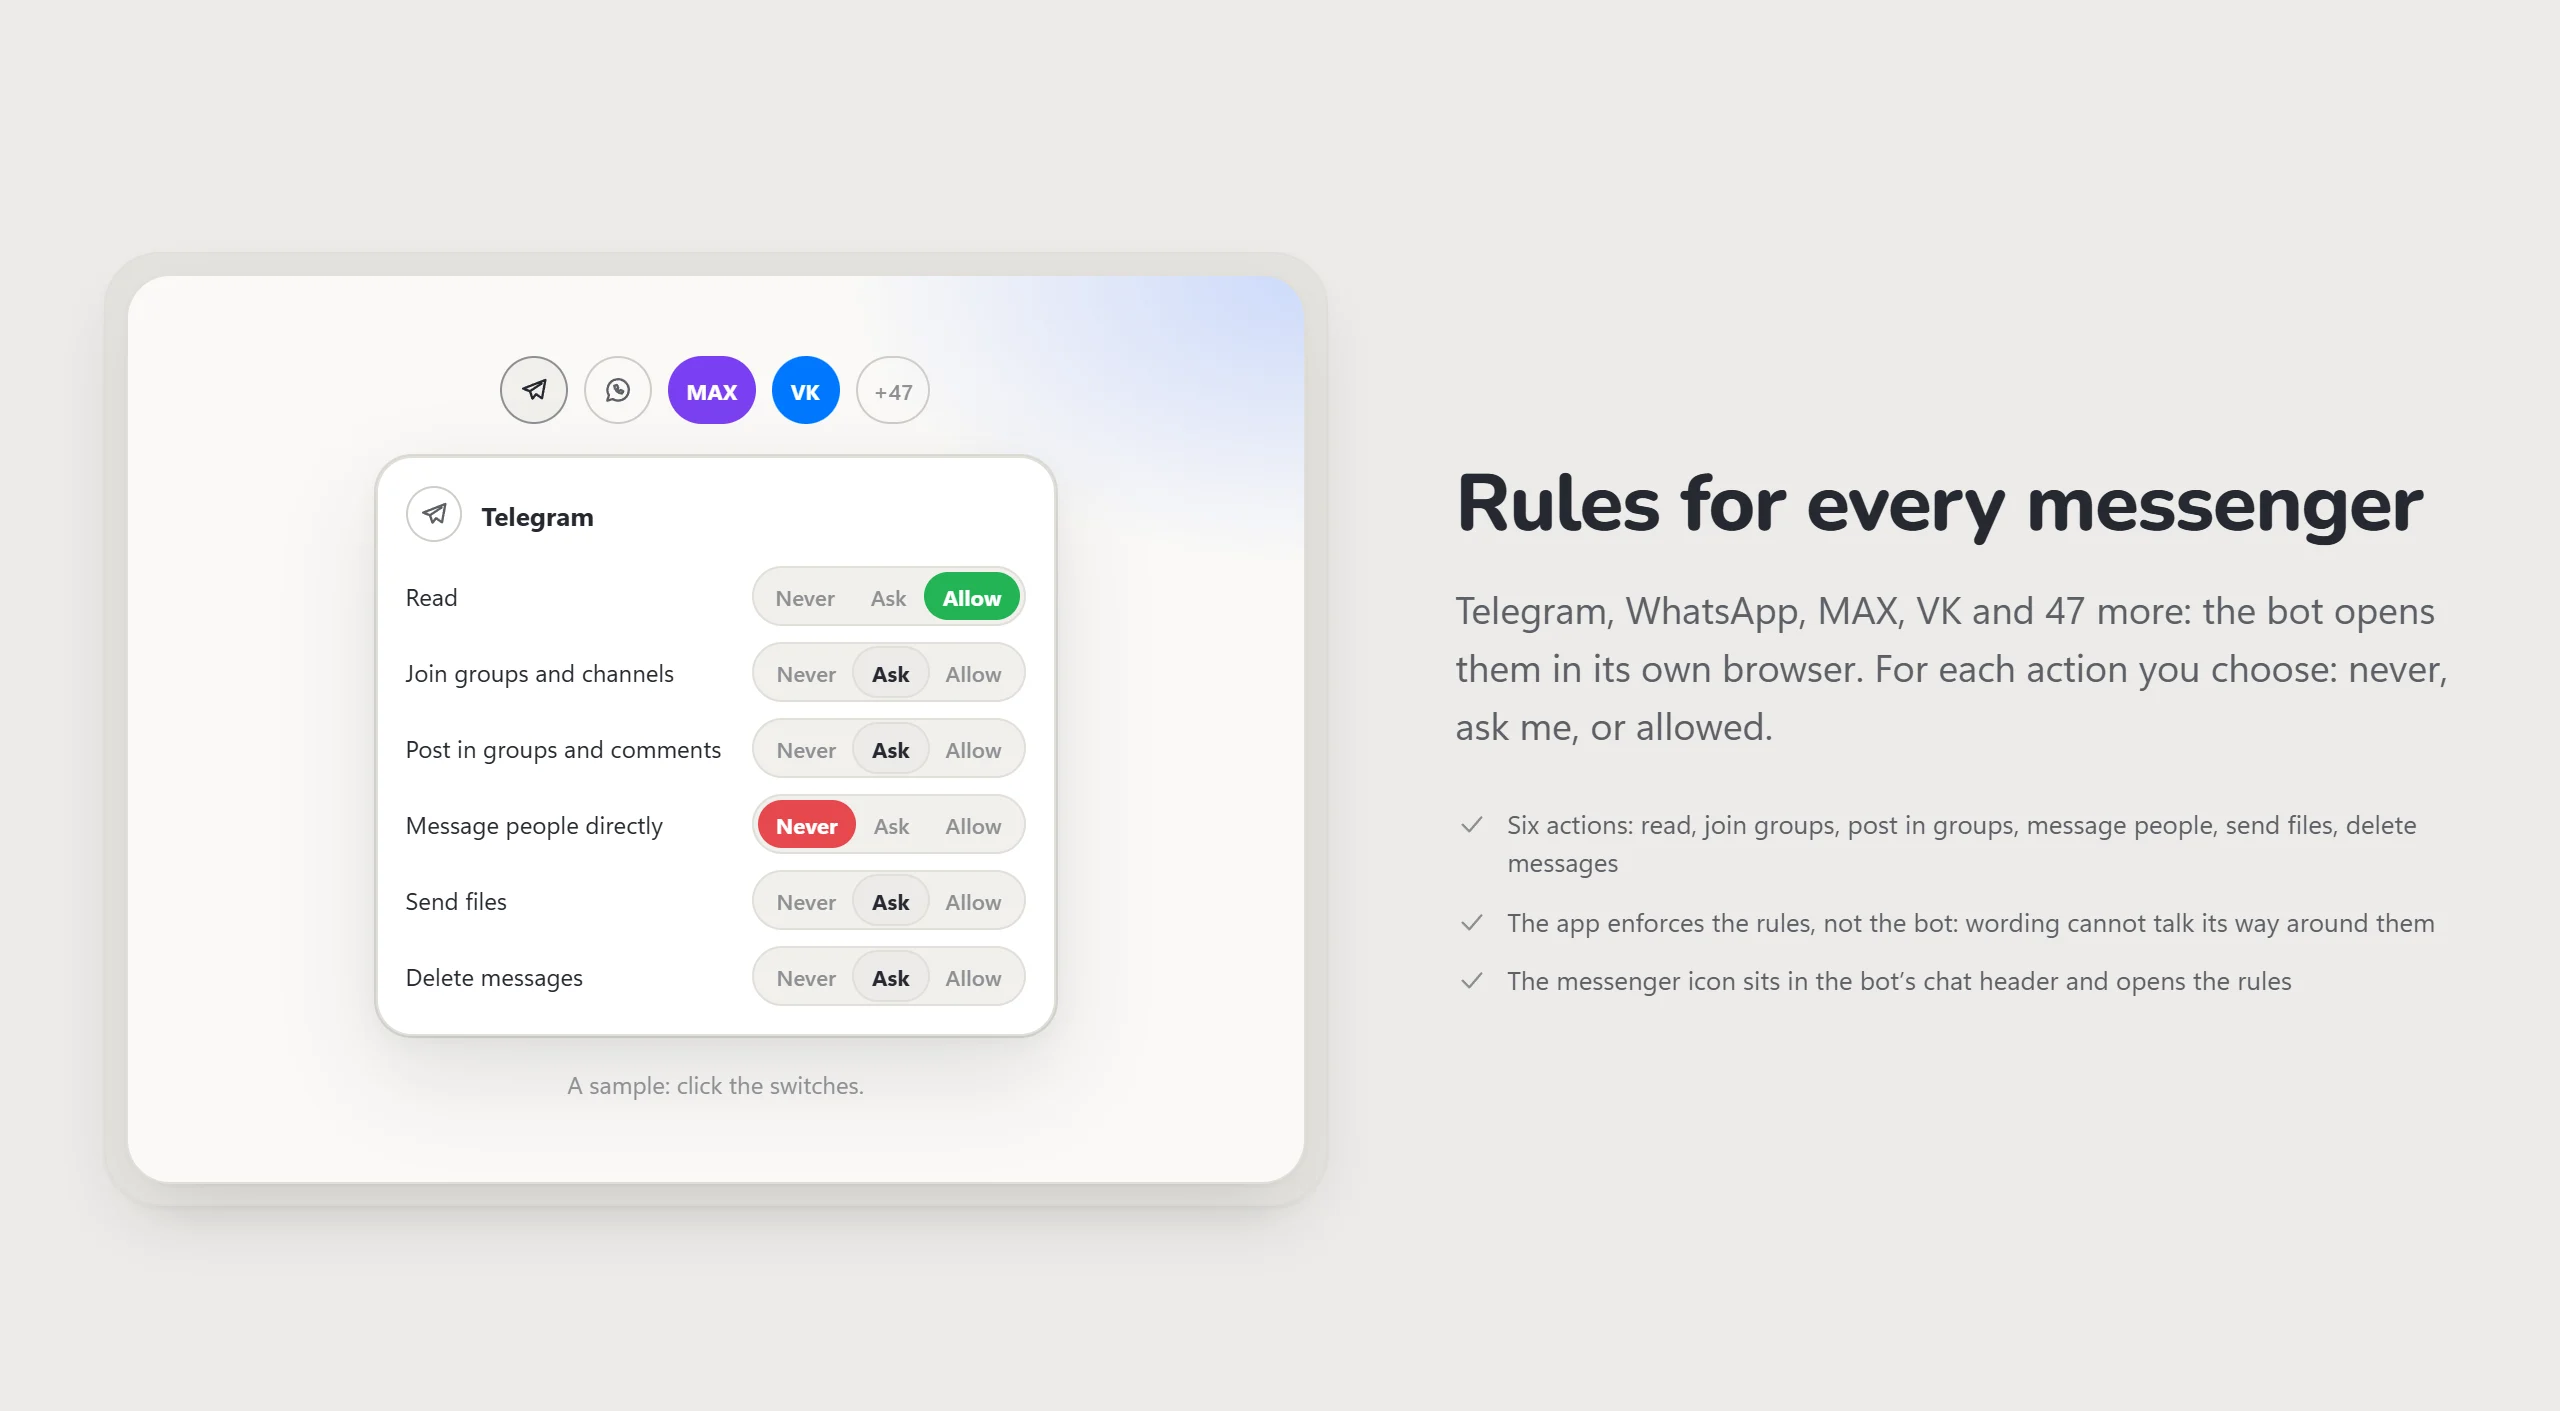 MAX
VK
+47
Telegram
Read
Never Ask Allow
Join groups and channels
Never Ask Allow
Post in groups and comments
Never Ask Allow
Message people directly
Never Ask Allow
Send files
Never Ask Allow
Delete messages
Never Ask Allow
A sample: click the switches.
Rules for every messenger
Telegram, WhatsApp, MAX, VK and 47 more: the bot opens
them in its own browser. For each action you choose: never,
ask me, or allowed.
Six actions: read, join groups, post in groups, message people, send files, delete
messages
The app enforces the rules, not the bot: wording cannot talk its way around them
The messenger icon sits in the bot’s chat header and opens the rules